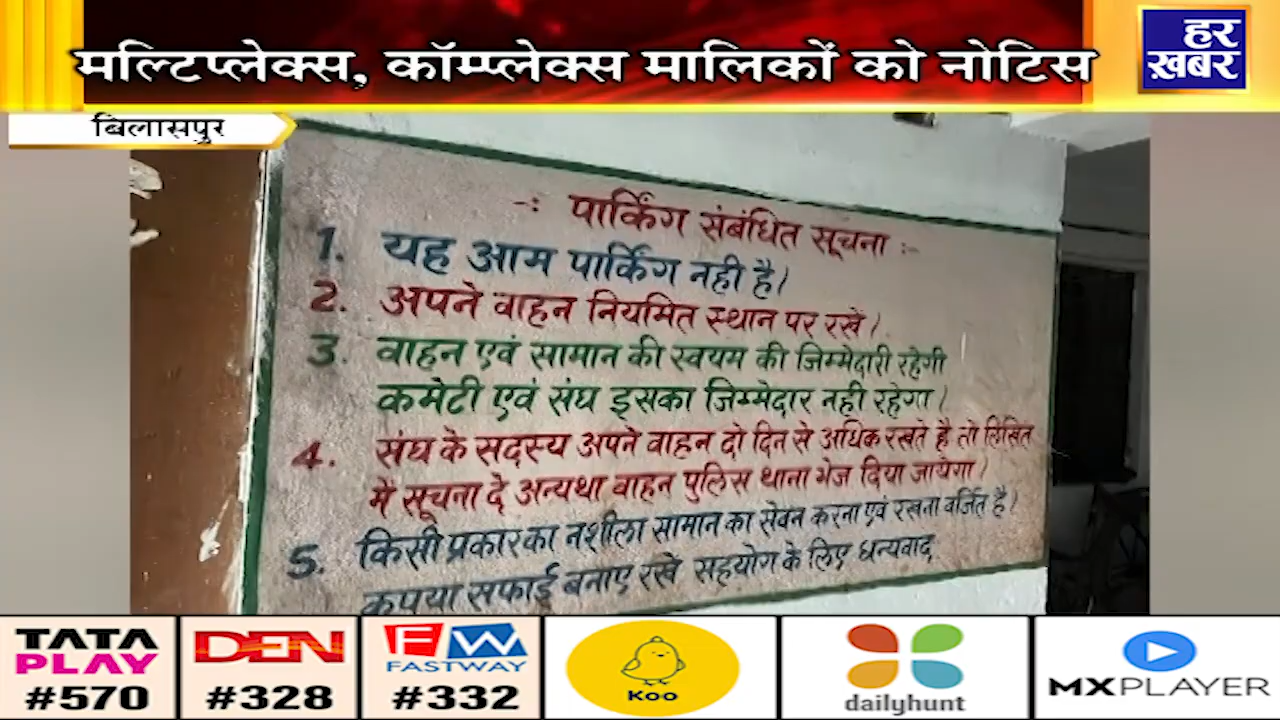 मल्टिप्लेक्स, कॉम्प्लेक्स मालिकों को नोटिस
हर
ख़बर
बिलासपुर
-: पार्किंग संबंधित सूचना :-
1. यह आम पार्किंग नही है।
2. अपने वाहन नियमित स्थान पर रखे।
3. वाहन एवं सामान की स्वयम की जिम्मेदारी रहेगी
कमेटी एवं संघ इसका जिम्मेदार नही रहेगा।
4. संघ के सदस्य अपने वाहन दो दिन से अधिक रखते है तो लिखित
में सूचना दे अन्यथा वाहन पुलिस थाना भेज दिया जायेगा।
5. किसी प्रकार का नशीला सामान का सेवन करना एवं रखना वर्जित है।
कृपया सफाई बनाए रखे सहयोग के लिए धन्यवाद
TATA
PLAY
#570
DEN
#328
FW
FASTWAY
#332
Koo
dailyhunt
MXPLAYER